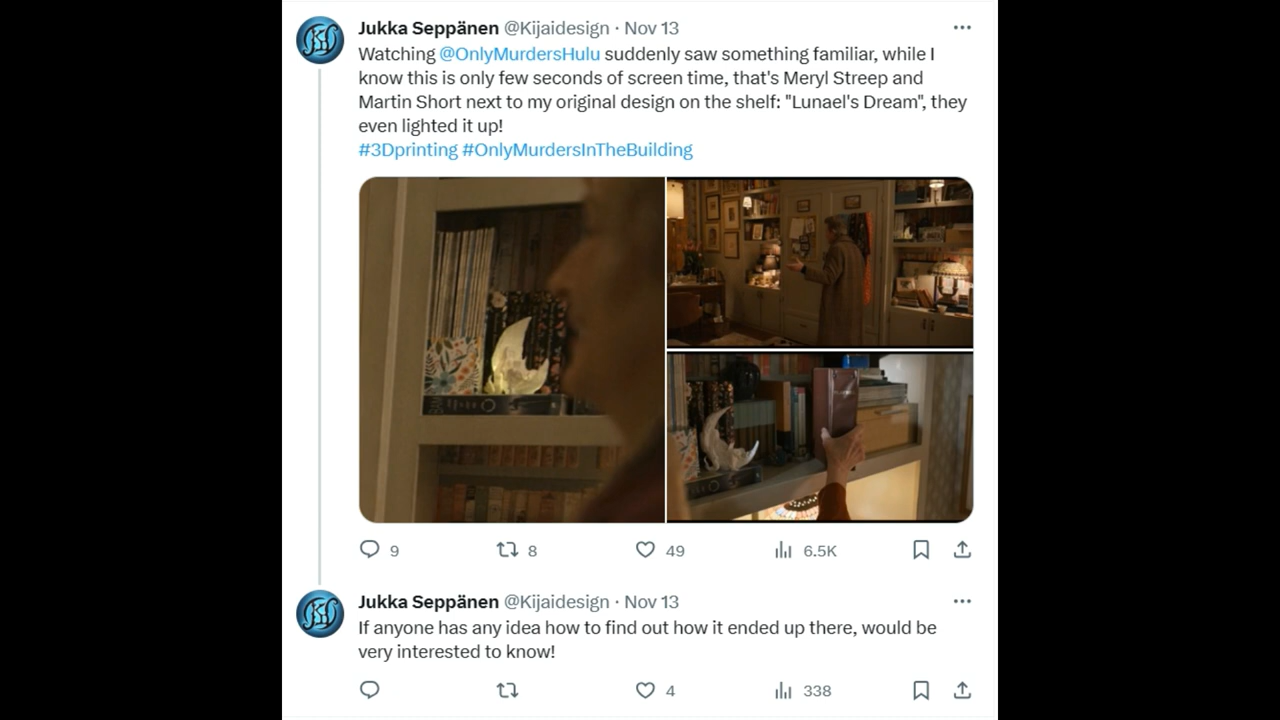 Jukka Seppänen @Kijaidesign · Nov 13
Watching @OnlyMurdersHulu suddenly saw something familiar, while I
know this is only few seconds of screen time, that's Meryl Streep and
Martin Short next to my original design on the shelf: "Lunael's Dream", they
even lighted it up!
#3Dprinting #OnlyMurdersInTheBuilding
9 8 49 6.5K
Jukka Seppänen @Kijaidesign · Nov 13
If anyone has any idea how to find out how it ended up there, would be
very interested to know!
4 338